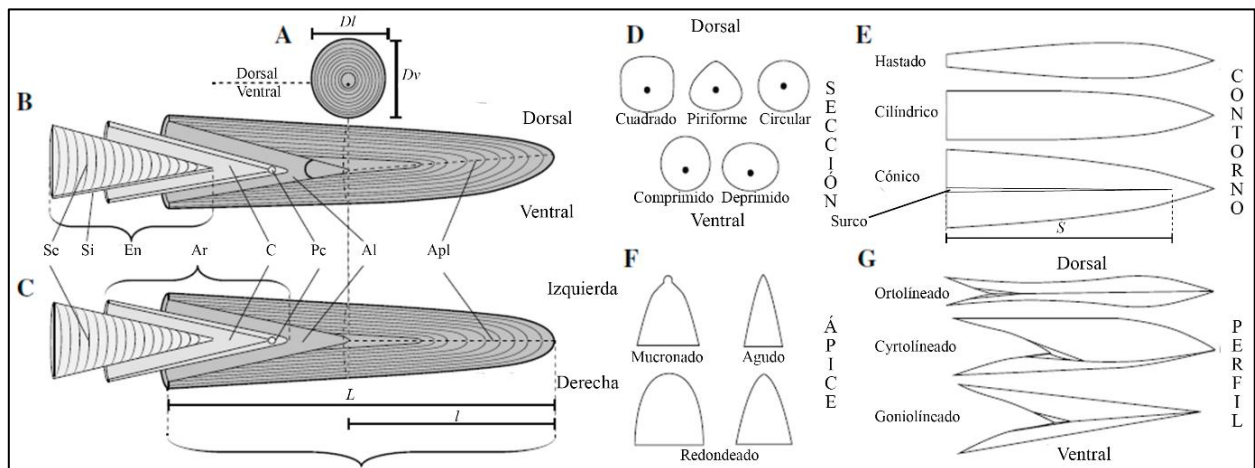 A
Dl
Dv
Dorsal
Ventral
B
Dorsal
Ventral
Sc Si En Ar C Pc Al Apl
C
Izquierda
Derecha
L
l
D
Dorsal
Cuadrado Piriforme Circular
Comprimido Deprimido
Ventral
SECCIÓN
E
Hastado
Cilíndrico
Cónico
Surco
S
CONTORNO
F
Mucronado Agudo
Redondeado
ÁPICE
G
Dorsal
Ortolíneado
Cyrtolíneado
Goniolíneado
Ventral
PERFIL